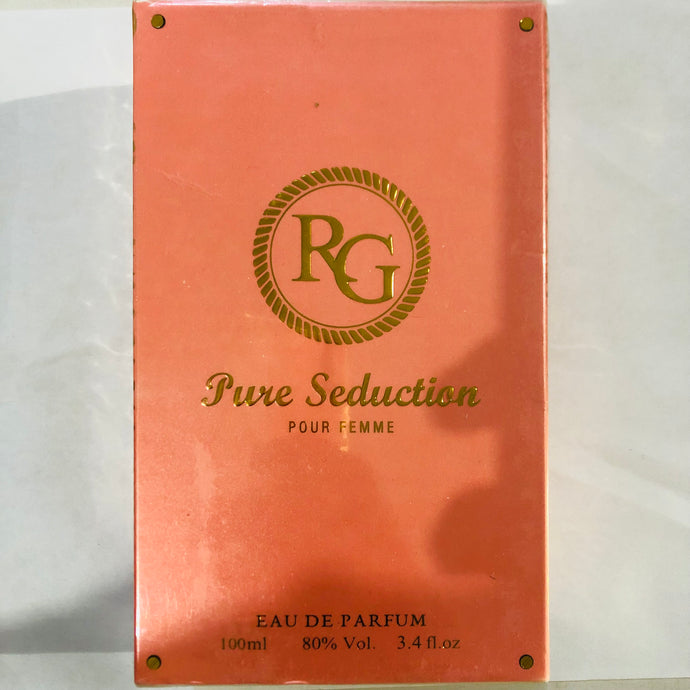 RG
Pure Seduction
POUR FEMME
EAU DE PARFUM
100ml 80% Vol. 3.4 fl.oz